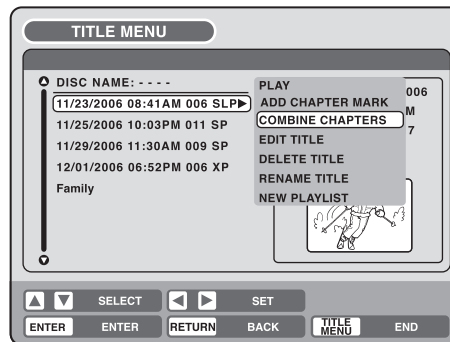 TITLE MENU
DISC NAME: - - - -
11/23/2006 08:41AM 006 SLP▶
11/25/2006 10:03PM 011 SP
11/29/2006 11:30AM 009 SP
12/01/2006 06:52PM 006 XP
Family
PLAY
ADD CHAPTER MARK
COMBINE CHAPTERS
EDIT TITLE
DELETE TITLE
RENAME TITLE
NEW PLAYLIST
006
M
7
▲ ▼ SELECT ◀ ▶ SET
ENTER ENTER RETURN BACK TITLE MENU END